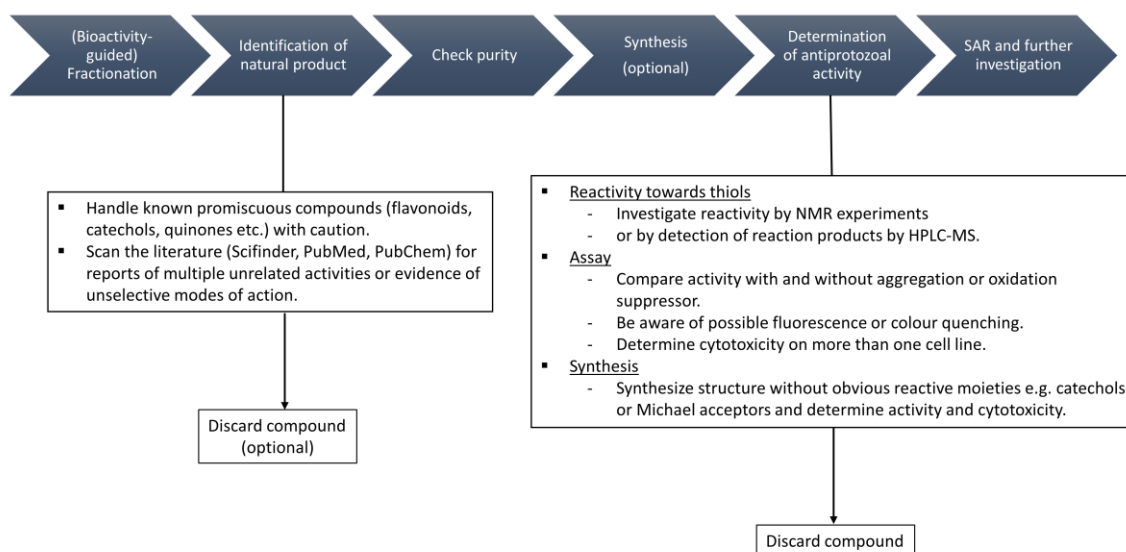 (Bioactivity-
guided)
Fractionation
Identification of
natural product
Check purity
Synthesis
(optional)
Determination
of antiprotozoal
activity
SAR and further
investigation
▪ Handle known promiscuous compounds (flavonoids,
catechols, quinones etc.) with caution.
▪ Scan the literature (Scifinder, PubMed, PubChem) for
reports of multiple unrelated activities or evidence of
unselective modes of action.
Discard compound
(optional)
▪ Reactivity towards thiols
- Investigate reactivity by NMR experiments
- or by detection of reaction products by HPLC-MS.
▪ Assay
- Compare activity with and without aggregation or oxidation
suppressor.
- Be aware of possible fluorescence or colour quenching.
- Determine cytotoxicity on more than one cell line.
▪ Synthesis
- Synthesize structure without obvious reactive moieties e.g. catechols
or Michael acceptors and determine activity and cytotoxicity.
Discard compound